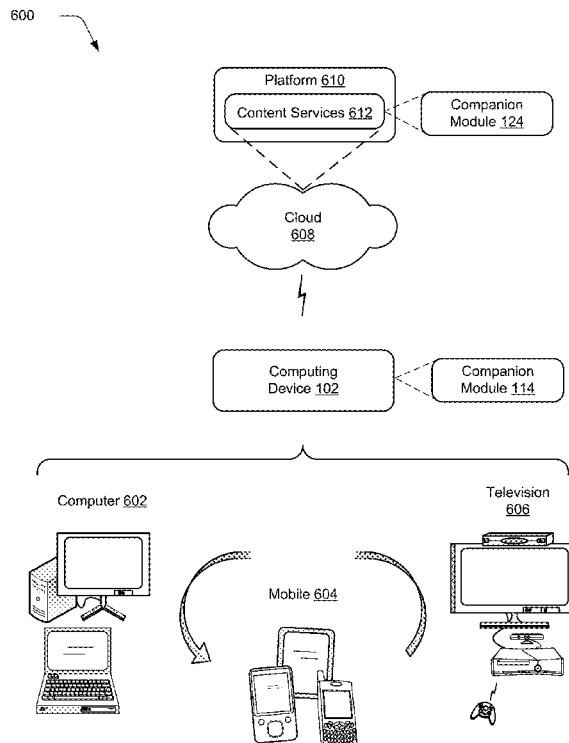 600
Platform 610
Content Services 612
Companion
Module 124
Cloud
608
Computing
Device 102
Companion
Module 114
Computer 602
Television
606
Mobile 604